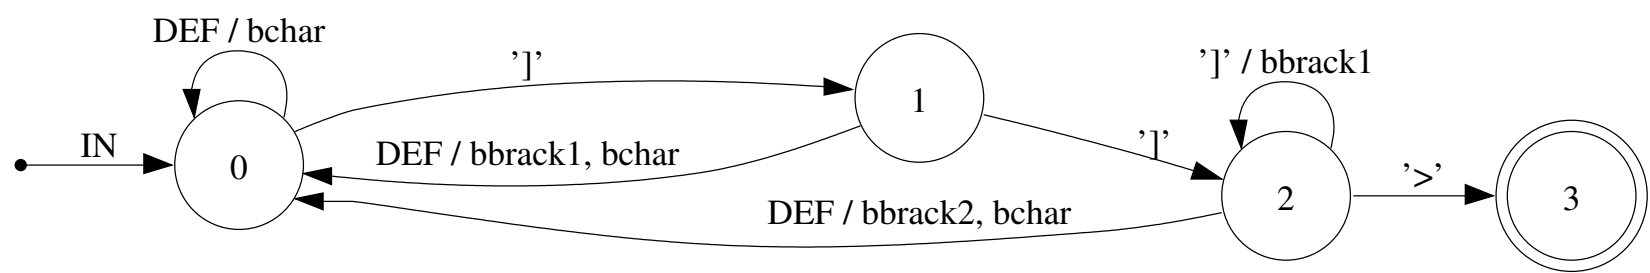 DEF / bchar
’]’
1
’]’ / bbrack1
IN
0
DEF / bbrack1, bchar
’]’
2
’>’
3
DEF / bbrack2, bchar